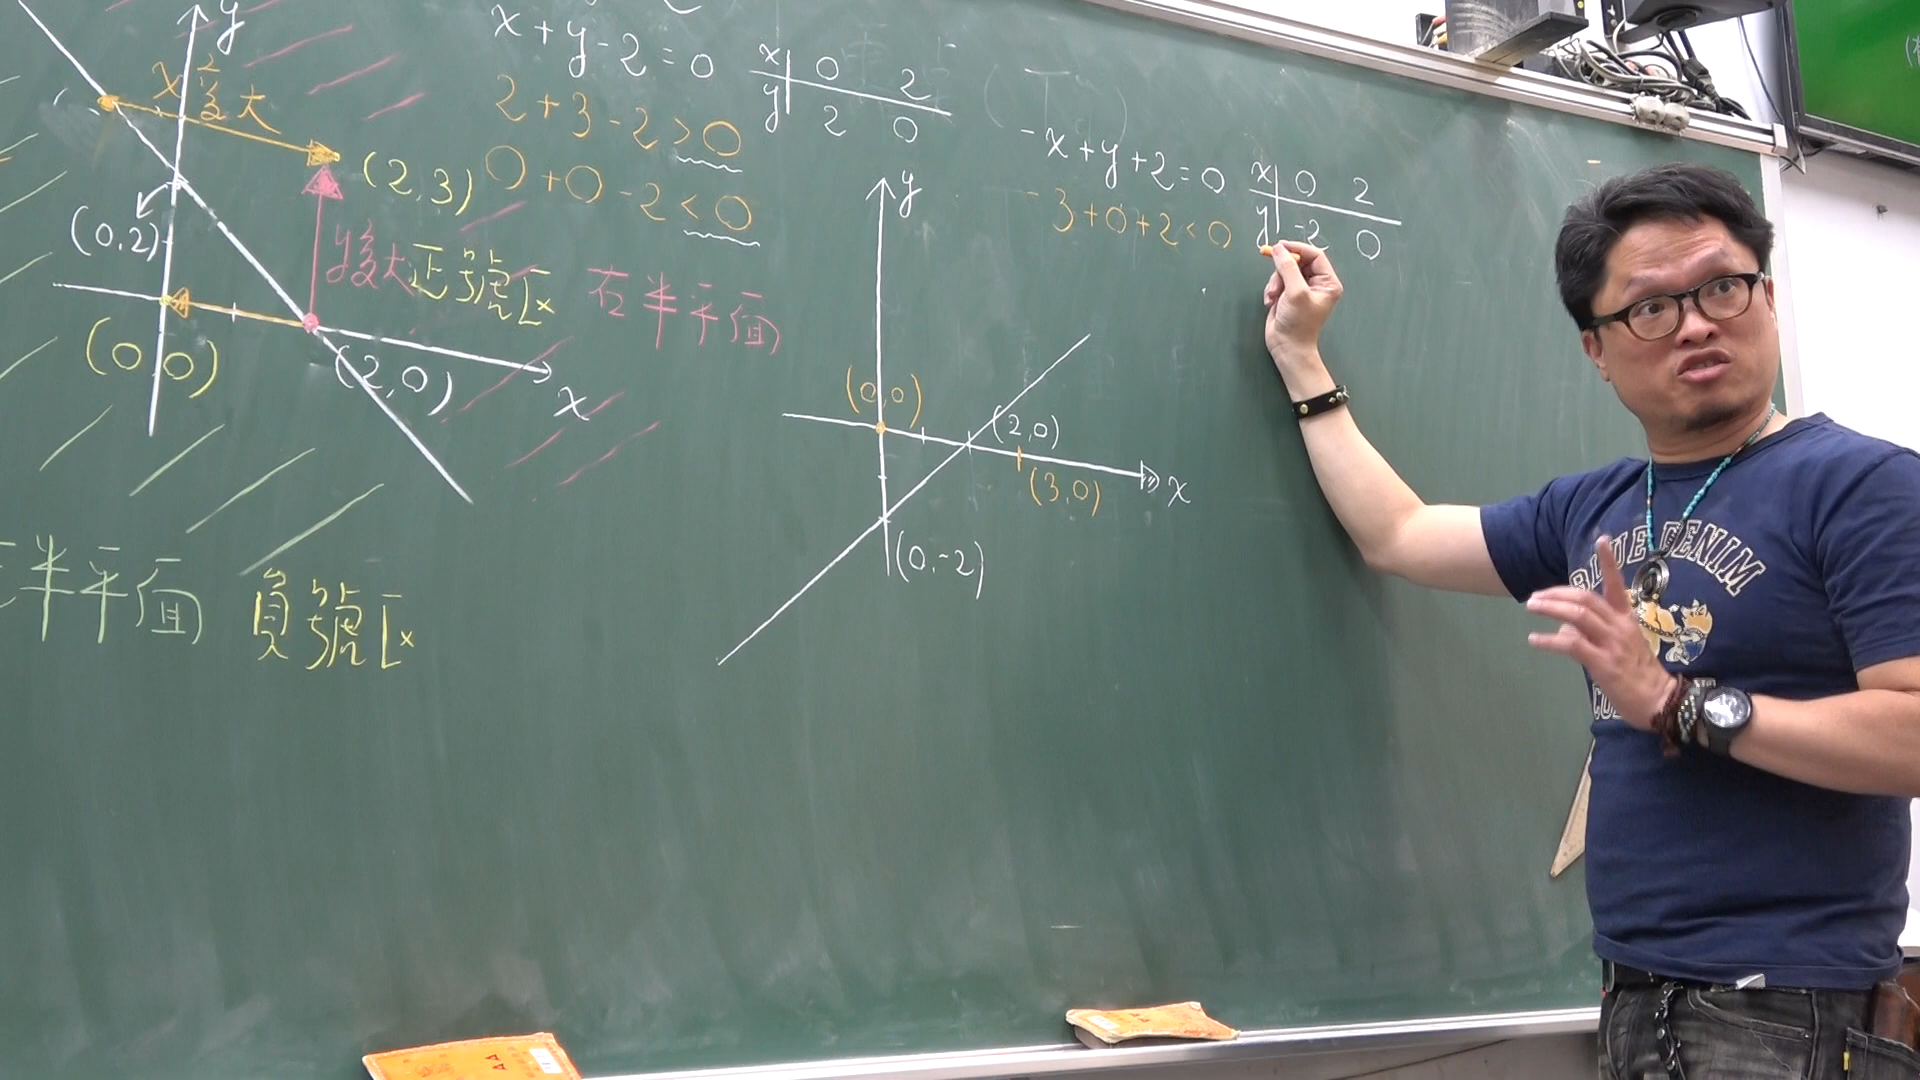 y
x變大
(2,3)
(0,2)
y變大
正號区
右半平面
(0,0)
(2,0)
x
半平面
負號区
x+y-2=0
x 0 2
y 2 0
2+3-2>0
0+0-2<0
y
(0,0)
(2,0)
(3,0)
x
(0,-2)
-x+y+2=0
x 0 2
y -2 0
-3+0+2<0
BLUE DENIM